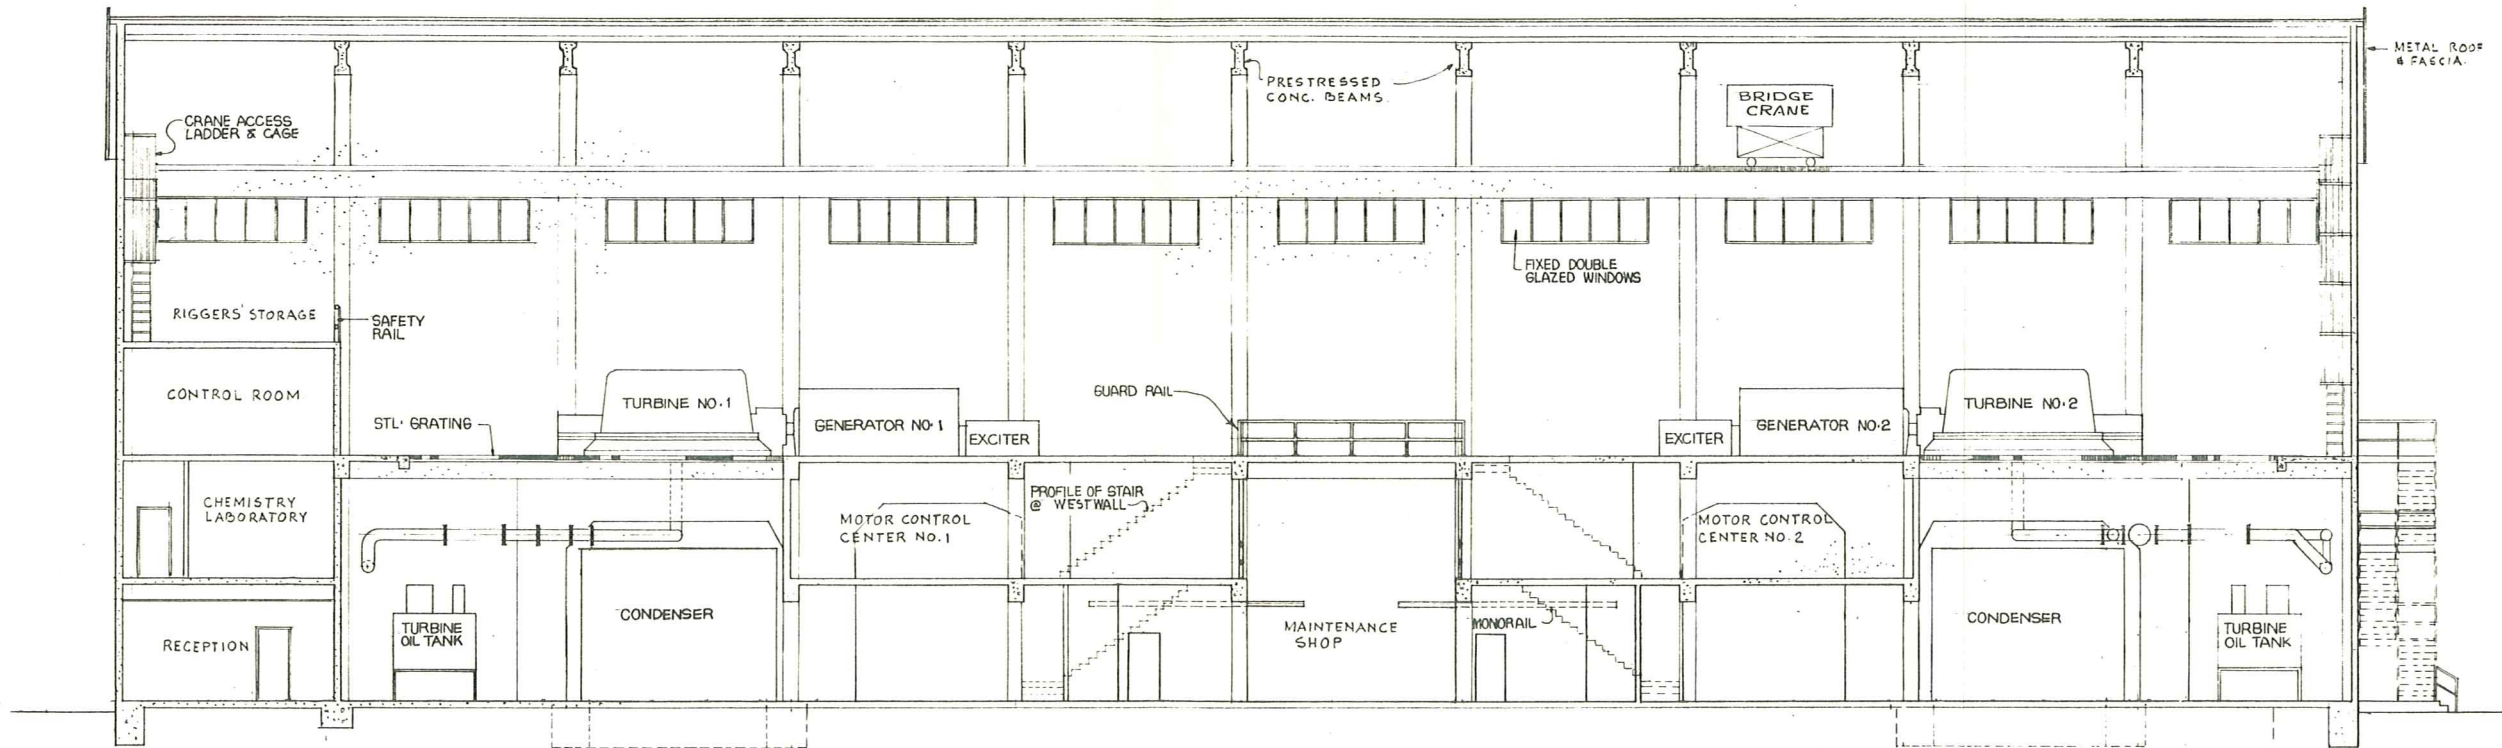 METAL ROOF
& FASCIA.
PRESTRESSED
CONC. BEAMS.
BRIDGE
CRANE
CRANE ACCESS
LADDER & CAGE
FIXED DOUBLE
GLAZED WINDOWS
RIGGERS' STORAGE
SAFETY
RAIL
CONTROL ROOM
STL. GRATING
TURBINE NO. 1
GENERATOR NO. 1
EXCITER
GUARD RAIL
EXCITER
GENERATOR NO. 2
TURBINE NO. 2
CHEMISTRY
LABORATORY
MOTOR CONTROL
CENTER NO. 1
PROFILE OF STAIR
@ WEST WALL
MOTOR CONTROL
CENTER NO. 2
RECEPTION
TURBINE
OIL TANK
CONDENSER
MAINTENANCE
SHOP
MONORAIL
CONDENSER
TURBINE
OIL TANK